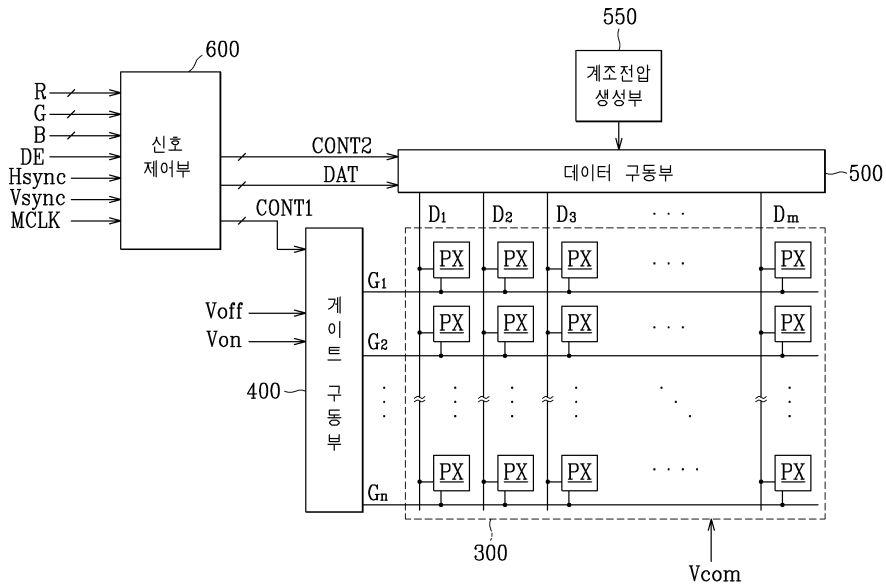 550
600
계조전압
생성부
R
G
B
DE
Hsync
Vsync
MCLK
신호
제어부
CONT2
DAT
CONT1
데이터 구동부
500
D1 D2 D3 . . . Dm
PX PX PX . . . PX
G1
Voff
Von
게이트 구동부
PX PX PX . . . PX
G2
400
PX PX PX . . . . PX
Gn
300
Vcom